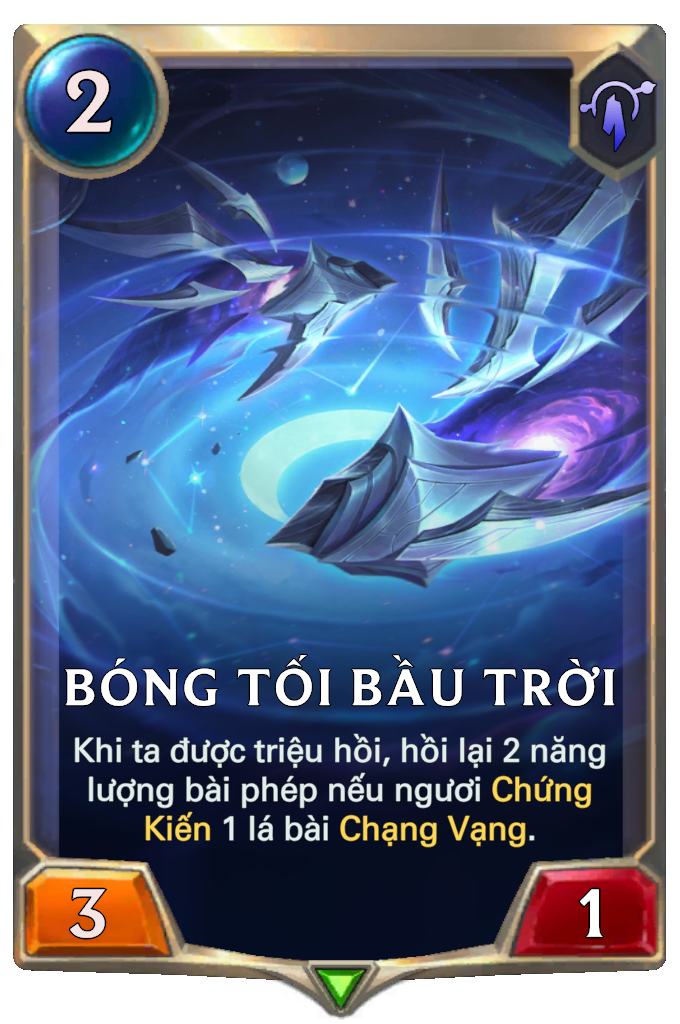 2
BÓNG TỐI BẦU TRỜI
Khi ta được triệu hồi, hồi lại 2 năng
lượng bài phép nếu ngươi Chứng
Kiến 1 lá bài Chạng Vạng.
3
1